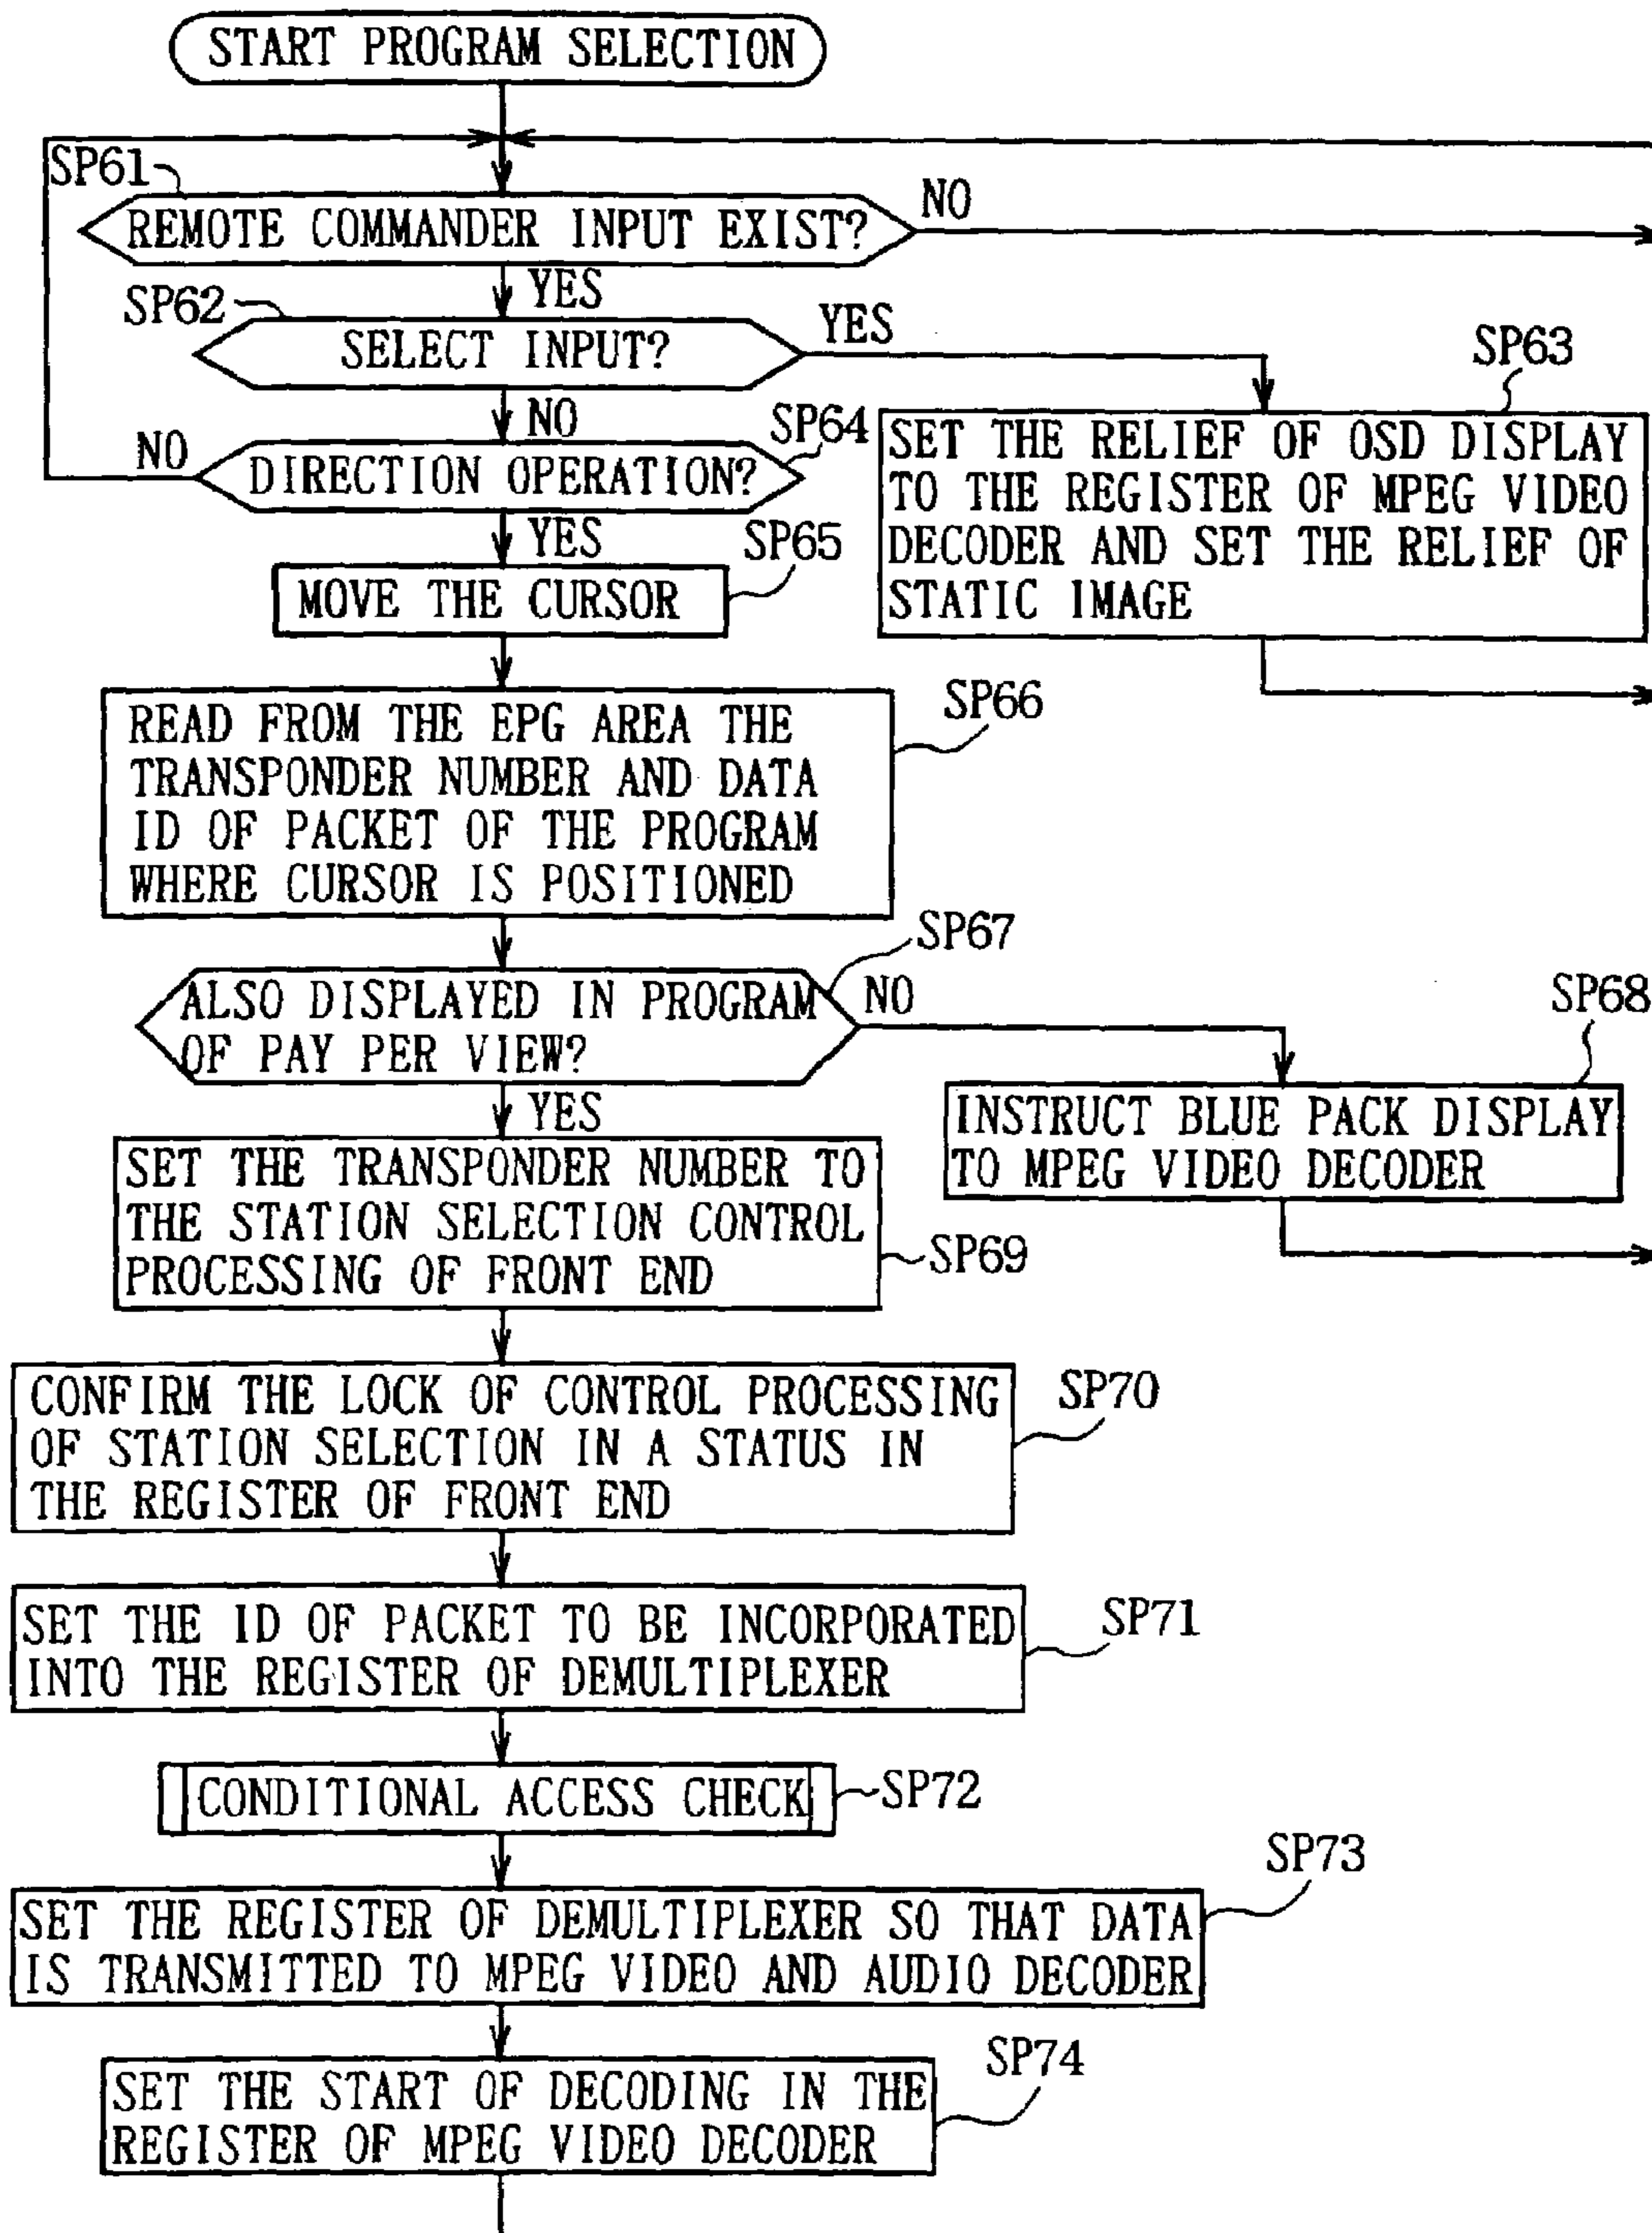 START PROGRAM SELECTION
SP61
REMOTE COMMANDER INPUT EXIST?
NO
YES
SP62
SELECT INPUT?
YES
SP63
NO
SET THE RELIEF OF OSD DISPLAY
TO THE REGISTER OF MPEG VIDEO
DECODER AND SET THE RELIEF OF
STATIC IMAGE
SP64
NO
DIRECTION OPERATION?
YES
SP65
MOVE THE CURSOR
SP66
READ FROM THE EPG AREA THE
TRANSPONDER NUMBER AND DATA
ID OF PACKET OF THE PROGRAM
WHERE CURSOR IS POSITIONED
SP67
ALSO DISPLAYED IN PROGRAM
OF PAY PER VIEW?
NO
SP68
YES
INSTRUCT BLUE PACK DISPLAY
TO MPEG VIDEO DECODER
SET THE TRANSPONDER NUMBER TO
THE STATION SELECTION CONTROL
PROCESSING OF FRONT END
SP69
CONFIRM THE LOCK OF CONTROL PROCESSING
OF STATION SELECTION IN A STATUS IN
THE REGISTER OF FRONT END
SP70
SET THE ID OF PACKET TO BE INCORPORATED
INTO THE REGISTER OF DEMULTIPLEXER
SP71
CONDITIONAL ACCESS CHECK
SP72
SP73
SET THE REGISTER OF DEMULTIPLEXER SO THAT DATA
IS TRANSMITTED TO MPEG VIDEO AND AUDIO DECODER
SP74
SET THE START OF DECODING IN THE
REGISTER OF MPEG VIDEO DECODER